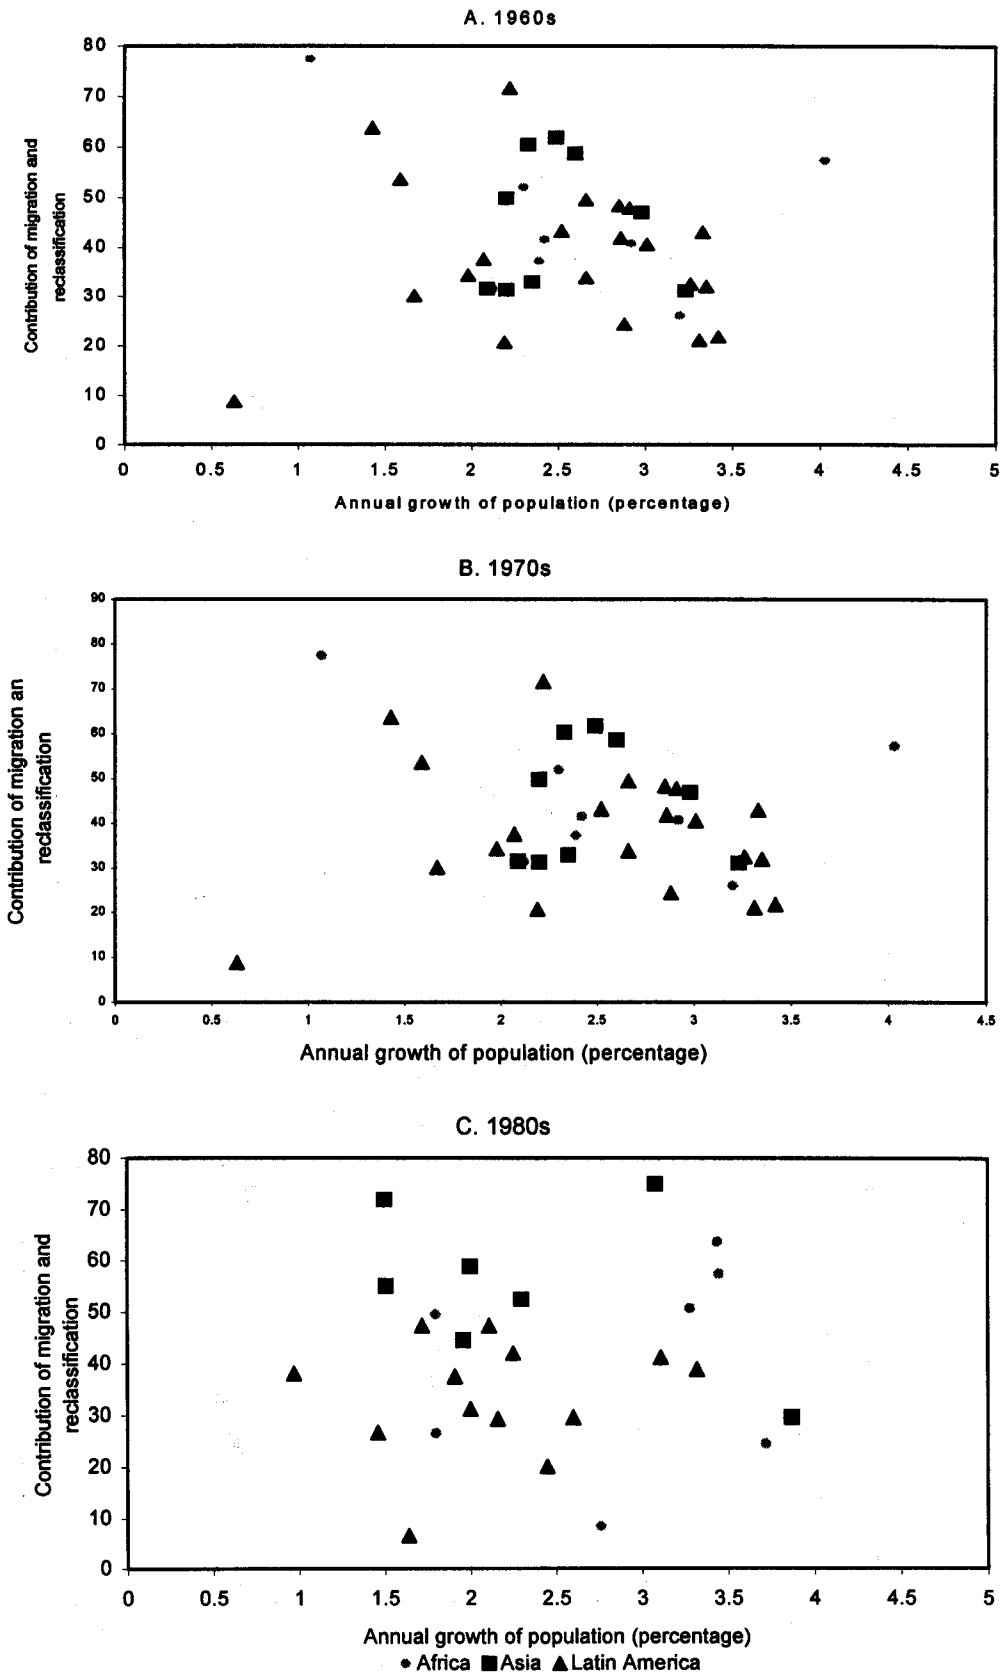 A. 1960s
80
70
60
50
40
30
20
10
0
Contribution of migration and
reclassification
0 0.5 1 1.5 2 2.5 3 3.5 4 4.5 5
Annual growth of population (percentage)
B. 1970s
90
80
70
60
50
40
30
20
10
0
Contribution of migration an
reclassification
0 0.5 1 1.5 2 2.5 3 3.5 4 4.5
Annual growth of population (percentage)
C. 1980s
80
70
60
50
40
30
20
10
0
Contribution of migration and
reclassification
0 0.5 1 1.5 2 2.5 3 3.5 4 4.5 5
Annual growth of population (percentage)
Africa Asia Latin America